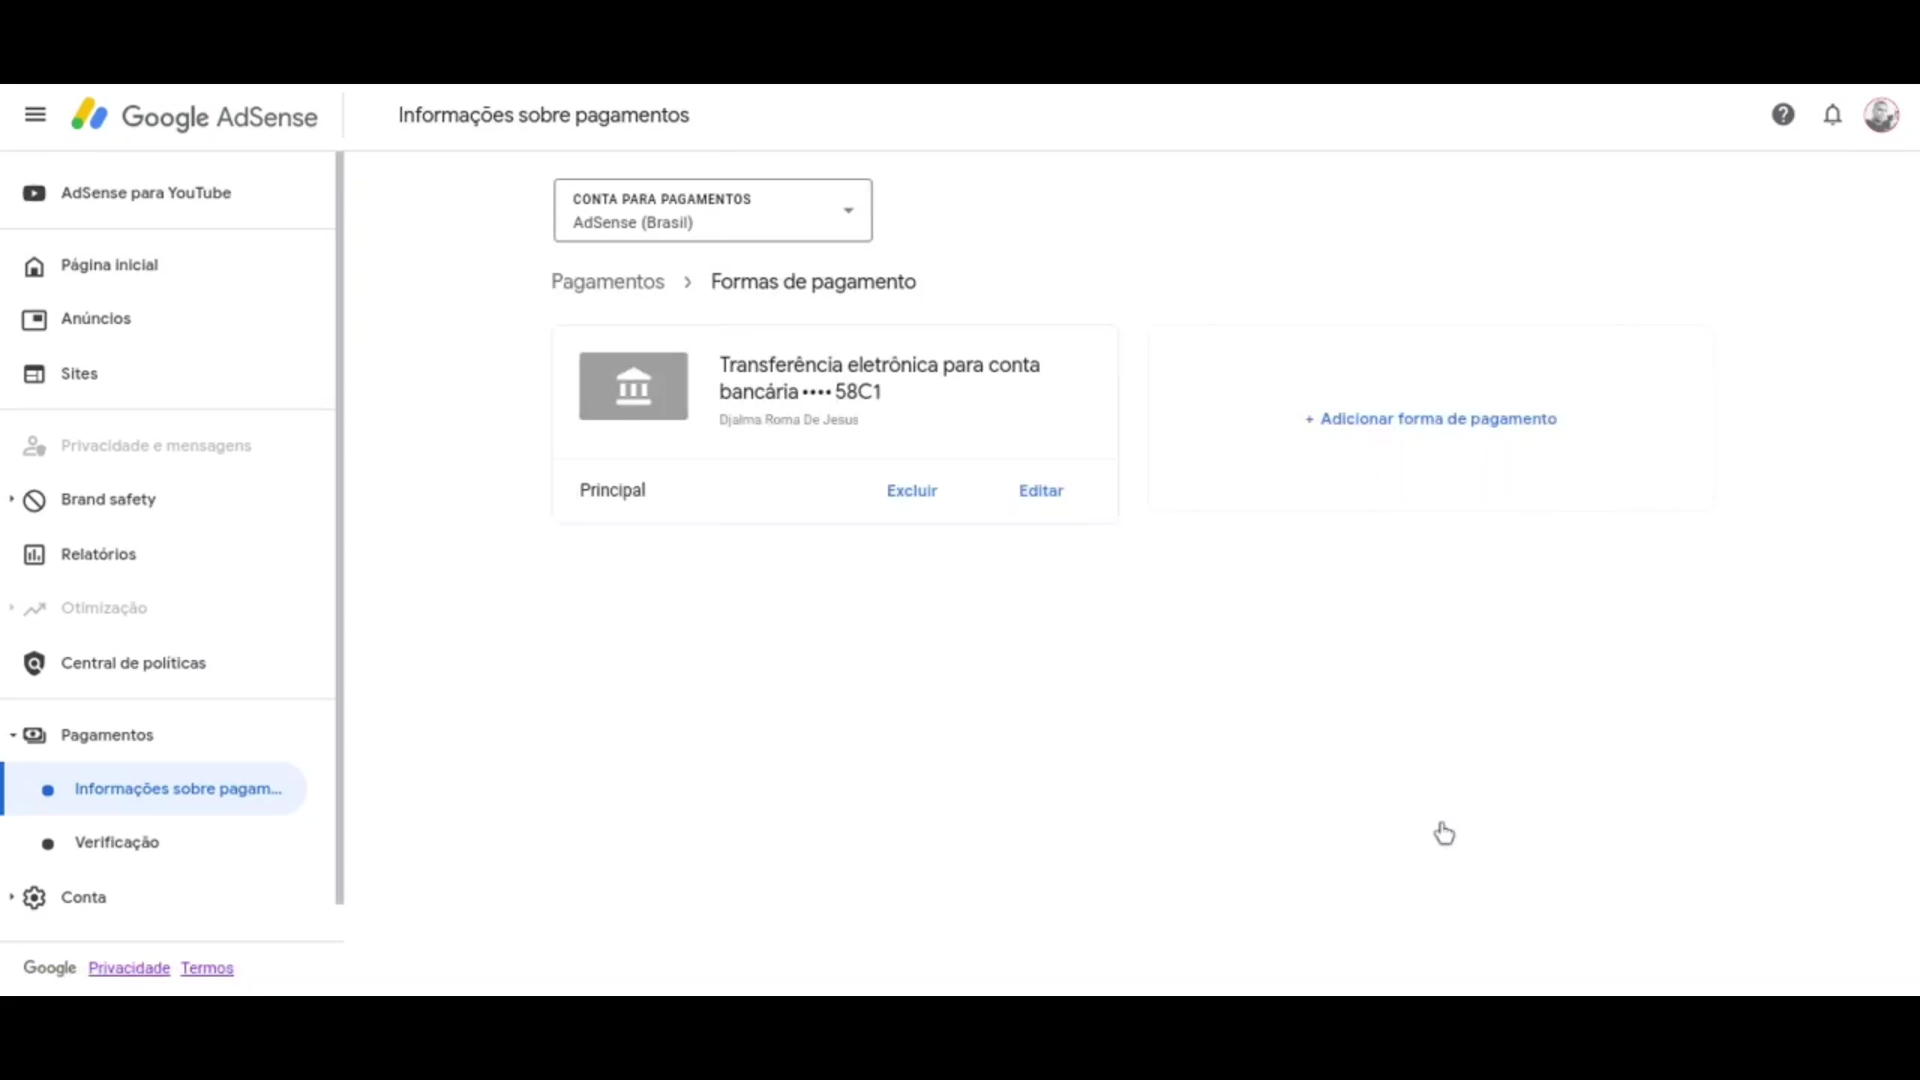 Google AdSense
Informações sobre pagamentos
AdSense para YouTube
Página inicial
Anúncios
Sites
Privacidade e mensagens
Brand safety
Relatórios
Otimização
Central de políticas
Pagamentos
Informações sobre pagam...
Verificação
Conta
Google Privacidade Termos
CONTA PARA PAGAMENTOS
AdSense (Brasil)
Pagamentos > Formas de pagamento
Transferência eletrônica para conta
bancária •••• 58C1
Djalma Roma De Jesus
Principal Excluir Editar
+ Adicionar forma de pagamento